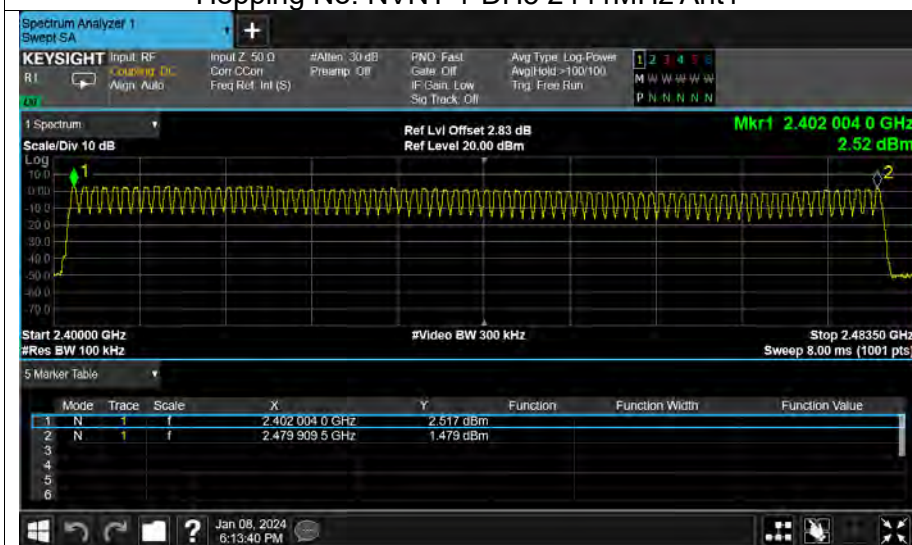 Hopping No. NVNT 1-DH5 2441MHz Ant1
Spectrum Analyzer 1
Swept SA
+
KEYSIGHT Input: RF Input Z: 50 Ω #Atten: 30 dB PNO: Fast Avg Type: Log-Power 1 2 3 4 5 6
R L Coupling: DC Corr CCorr Preamp: Off Gate: Off Avg|Hold:>100/100 M W W W W W
Align: Auto Freq Ref: Int (S) IF Gain: Low Trig: Free Run P N N N N N
Sig Track: Off
1 Spectrum
Ref Lvl Offset 2.83 dB Mkr1 2.402 004 0 GHz
Scale/Div 10 dB Ref Level 20.00 dBm 2.52 dBm
Log
10.0 1 2
0.00
-10.0
-20.0
-30.0
-40.0
-50.0
-60.0
-70.0
Start 2.40000 GHz #Video BW 300 kHz Stop 2.48350 GHz
#Res BW 100 kHz Sweep 8.00 ms (1001 pts)
5 Marker Table
Mode Trace Scale X Y Function Function Width Function Value
1 N 1 f 2.402 004 0 GHz 2.517 dBm
2 N 1 f 2.479 909 5 GHz 1.479 dBm
3
4
5
6
? Jan 08, 2024
6:13:40 PM